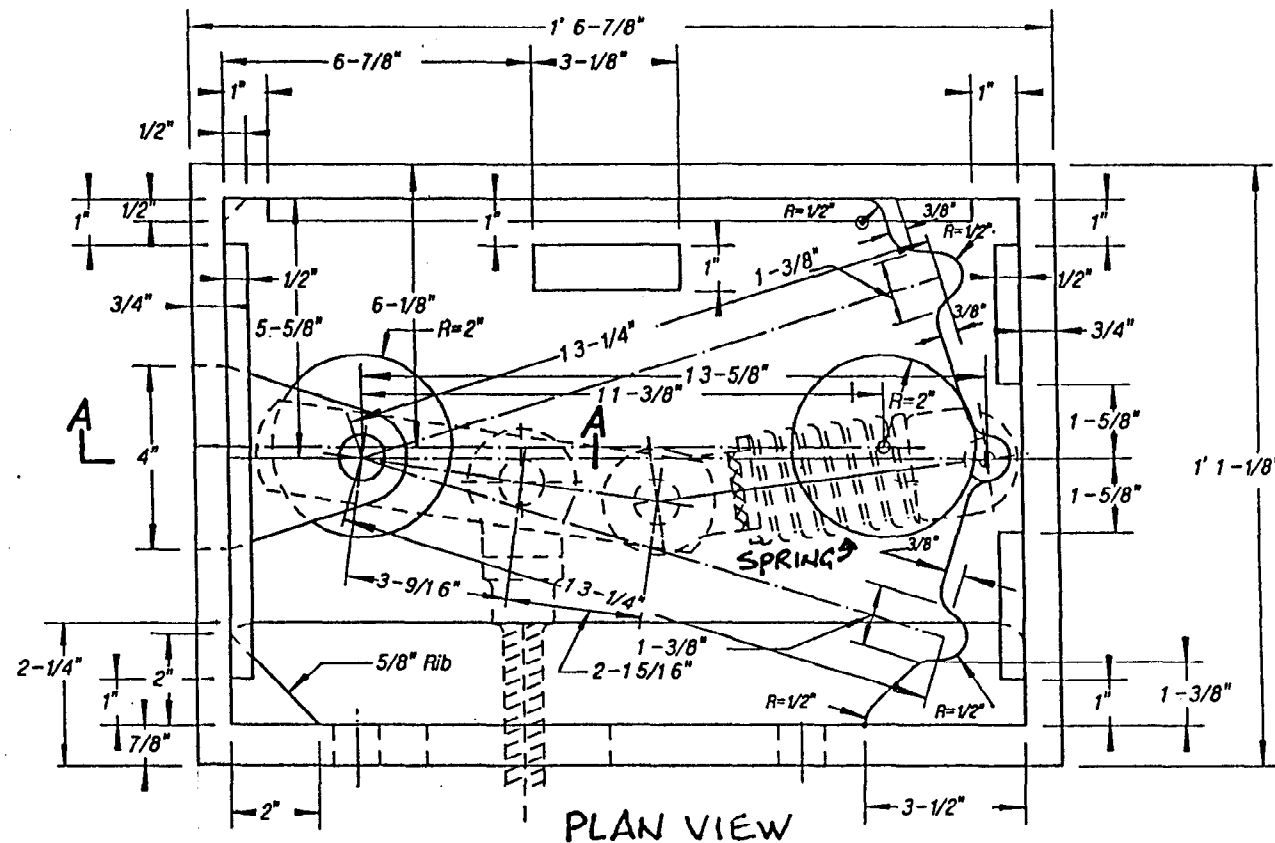 1' 6-7/8"
6-7/8" 3-1/8"
1" 1"
1/2"
1" 1/2" 1" R=1/2" 3/8" R=1/2" 1"
1/2" 1" 1-3/8" 1/2"
3/4" 6-1/8" 3/8" 3/4"
5-5/8" R=2" 13-1/4"
13-5/8"
11-3/8" R=2" 1-5/8"
A 4" A 1' 1-1/8"
1-5/8"
SPRING 3/8"
3-9/16" 13-1/4"
2-1/4" 2" 5/8" Rib 1-3/8" 2-15/16"
1" R=1/2" R=1/2" 1" 1-3/8"
7/8"
2" 3-1/2"
PLAN VIEW